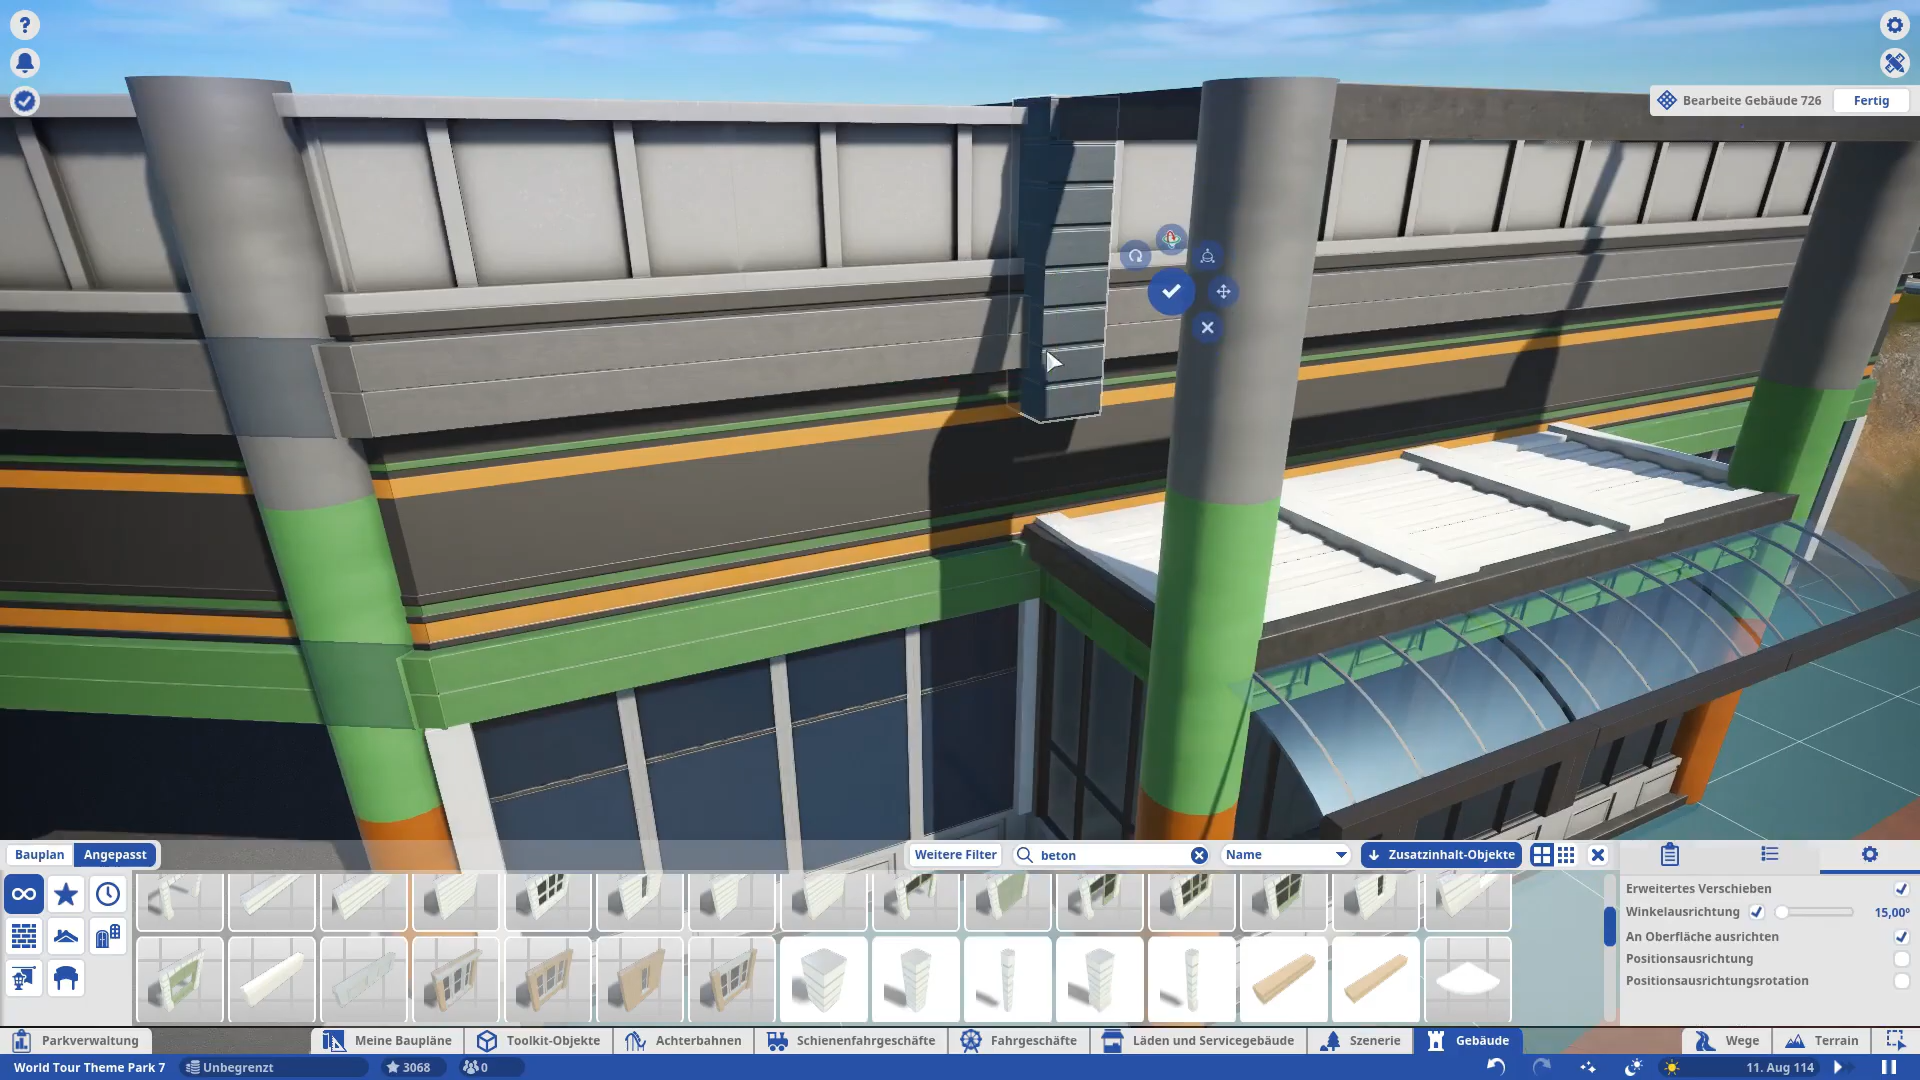 Bearbeite Gebäude 726
Fertig
Bauplan
Angepasst
Weitere Filter
beton
Name
Zusatzinhalt-Objekte
Erweitertes Verschieben
Winkelausrichtung
15,00°
An Oberfläche ausrichten
Positionsausrichtung
Positionsausrichtungsrotation
Parkverwaltung
Meine Baupläne
Toolkit-Objekte
Achterbahnen
Schienenfahrgeschäfte
Fahrgeschäfte
Läden und Servicegebäude
Szenerie
Gebäude
Wege
Terrain
World Tour Theme Park 7
Unbegrenzt
3068
0
11. Aug 114